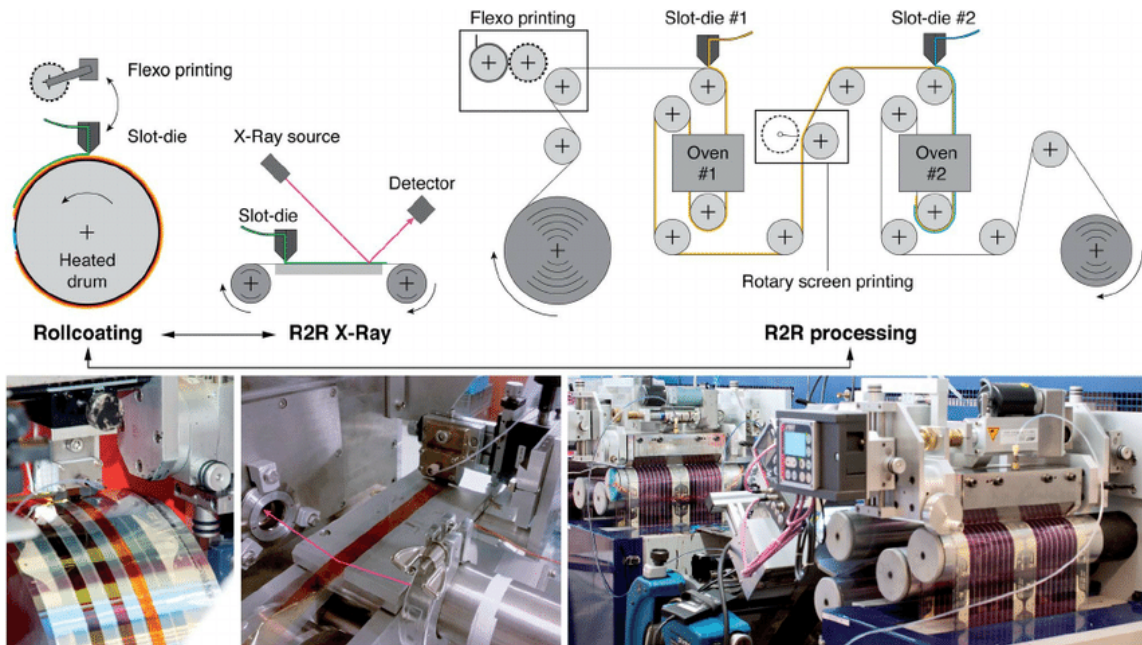 Flexo printing
Slot-die
Heated
drum
Rollcoating
X-Ray source
Detector
Slot-die
R2R X-Ray
Flexo printing
Slot-die #1
Slot-die #2
Oven
#1
Oven
#2
Rotary screen printing
R2R processing